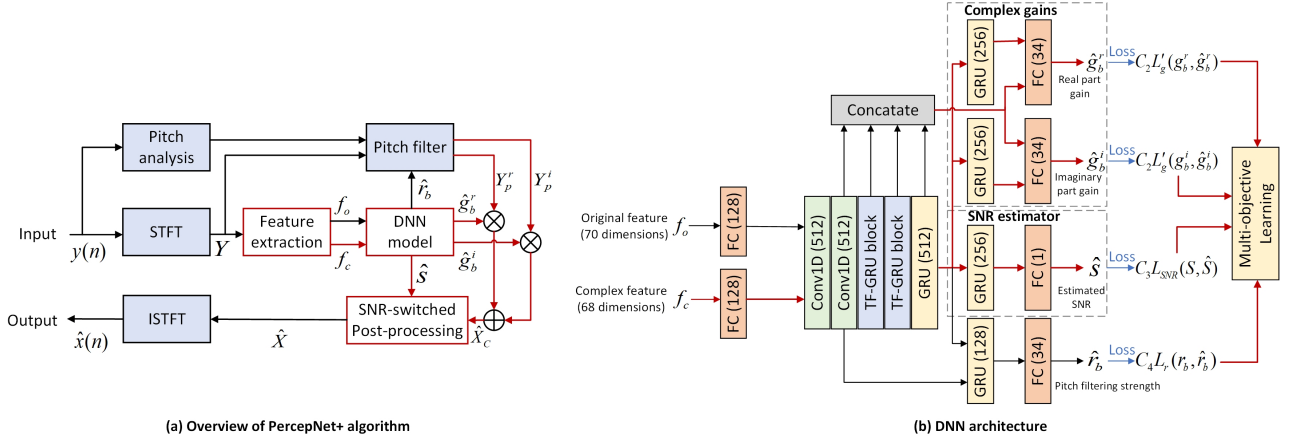 Pitch
analysis
Pitch filter
Input
y(n)
STFT
Y
Feature
extraction
f_o
f_c
DNN
model
r̂_b
ĝ_b^r
ĝ_b^i
Y_p^r
Y_p^i
ŝ
SNR-switched
Post-processing
X̂_C
X̂
ISTFT
Output
x̂(n)
(a) Overview of PercepNet+ algorithm
Original feature
(70 dimensions)
f_o
FC (128)
Complex feature
(68 dimensions)
f_c
FC (128)
Conv1D (512)
Conv1D (512)
TF-GRU block
TF-GRU block
GRU (512)
Concatate
Complex gains
GRU (256)
FC (34)
ĝ_b^r
Real part
gain
Loss
C_2L'_g(g_b^r,ĝ_b^r)
GRU (256)
FC (34)
ĝ_b^i
Imaginary
part gain
Loss
C_2L'_g(g_b^i,ĝ_b^i)
SNR estimator
GRU (256)
FC (1)
ŝ
Estimated
SNR
Loss
C_3L_SNR(S,Ŝ)
GRU (128)
FC (34)
r̂_b
Pitch filtering strength
Loss
C_4L_r(r_b,r̂_b)
Multi-objective
Learning
(b) DNN architecture